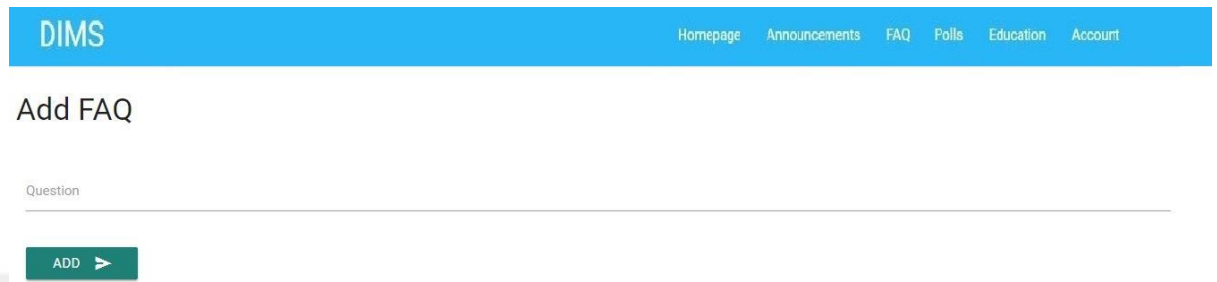 DIMS
Homepage Announcements FAQ Polls Education Account
Add FAQ
Question
ADD